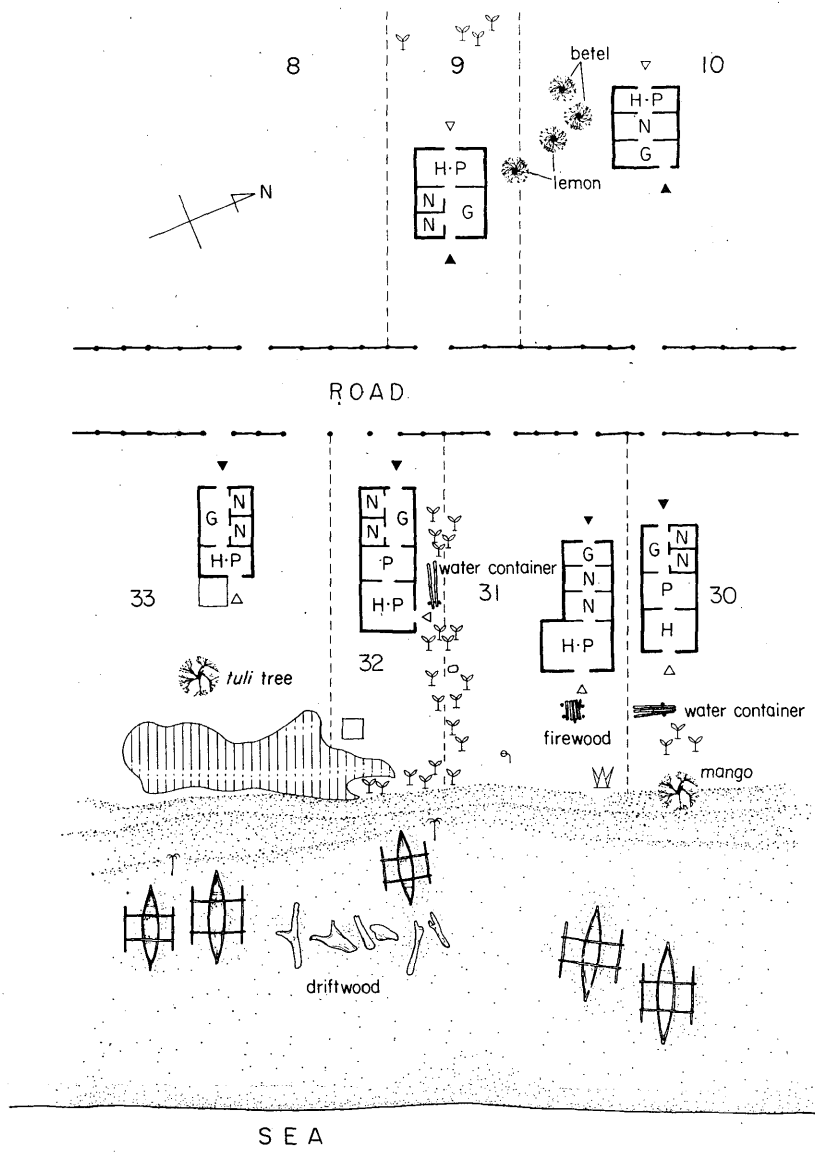 betel
8
9
10
H·P
N
G
H·P
N
G
N
lemon
N
ROAD
N
G
N
H·P
N
G
N
P
H·P
water container
G
N
N
H·P
N
G
N
P
H
33
31
30
32
tuli tree
water container
firewood
mango
driftwood
SEA